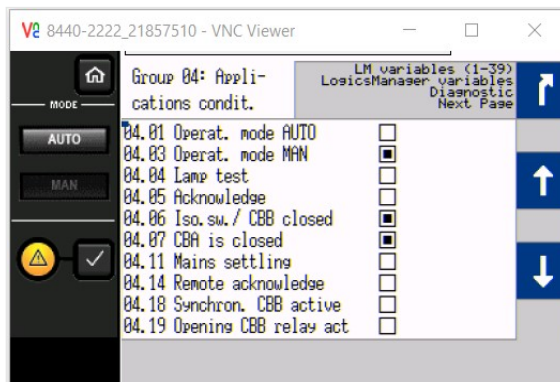 8440-2222_21857510 - VNC Viewer
MODE
AUTO
MAN
Group 04: Appli-
cations condit.
LM variables (1-39)
LogicsManager variables
Diagnostic
Next Page
04.01 Operat. mode AUTO
04.03 Operat. mode MAN
04.04 Lamp test
04.05 Acknowledge
04.06 Iso.sw./ CBB closed
04.07 CBA is closed
04.11 Mains settling
04.14 Remote acknowledge
04.18 Synchron. CBB active
04.19 Opening CBB relay act